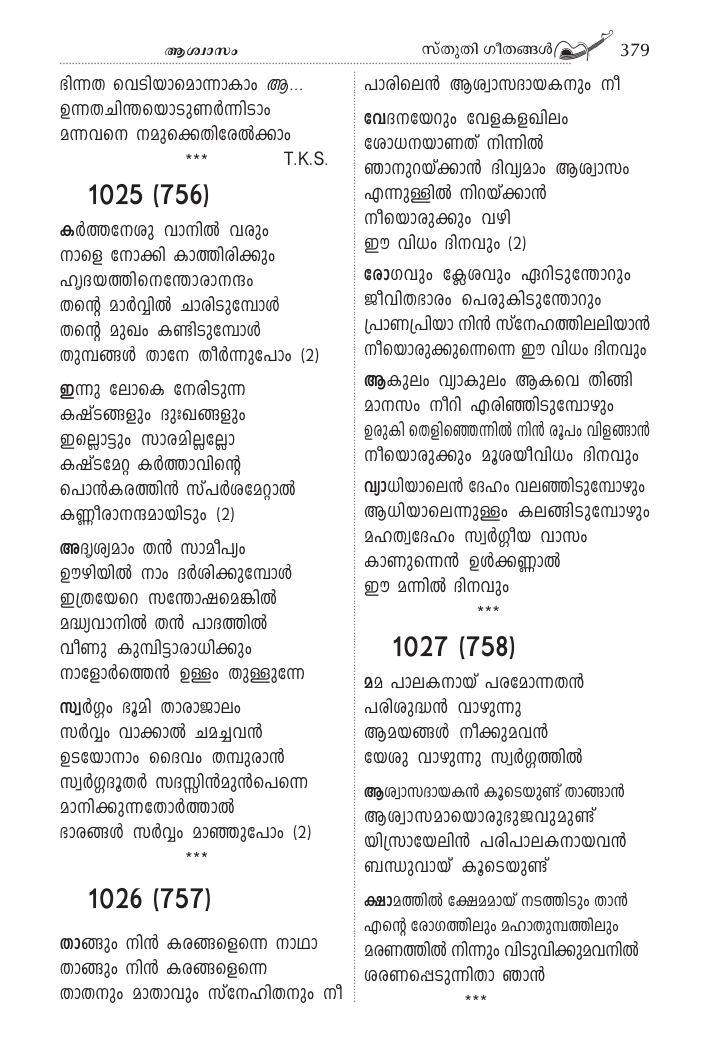 ആശ്വാസം
സ്തുതി ഗീതങ്ങൾ 379
ഭിന്നത വെടിയാമൊന്നാകാം ആ...
ഉന്നതചിന്തയൊടുണർന്നിടാം
മന്നവനെ നമുക്കെതിരേൽക്കാം
*** T.K.S.
1025 (756)
കർത്തനേശു വാനിൽ വരും
നാളെ നോക്കി കാത്തിരിക്കും
ഹൃദയത്തിനെന്തോരാനന്ദം
തന്റെ മാർവ്വിൽ ചാരിടുമ്പോൾ
തന്റെ മുഖം കണ്ടിടുമ്പോൾ
തുമ്പങ്ങൾ താനേ തീർന്നുപോം (2)
ഇന്നു ലോകെ നേരിടുന്ന
കഷ്ടങ്ങളും ദുഃഖങ്ങളും
ഇല്ലൊട്ടും സാരമില്ലല്ലോ
കഷ്ടമേറ്റ കർത്താവിന്റെ
പൊൻകരത്തിൻ സ്പർശമേറ്റാൽ
കണ്ണീരാനന്ദമായിടും (2)
അദൃശ്യമാം തൻ സാമീപ്യം
ഊഴിയിൽ നാം ദർശിക്കുമ്പോൾ
ഇത്രയേറെ സന്തോഷമെങ്കിൽ
മദ്ധ്യവാനിൽ തൻ പാദത്തിൽ
വീണു കുമ്പിട്ടാരാധിക്കും
നാളോർത്തെൻ ഉള്ളം തുള്ളുന്നേ
സ്വർഗ്ഗം ഭൂമി താരാജാലം
സർവ്വം വാക്കാൽ ചമച്ചവൻ
ഉടയോനാം ദൈവം തമ്പുരാൻ
സ്വർഗ്ഗദൂതർ സദസ്സിൻമുൻപെന്നെ
മാനിക്കുന്നതോർത്താൽ
ഭാരങ്ങൾ സർവ്വം മാഞ്ഞുപോം (2)
***
1026 (757)
താങ്ങും നിൻ കരങ്ങളെന്നെ നാഥാ
താങ്ങും നിൻ കരങ്ങളെന്നെ
താതനും മാതാവും സ്നേഹിതനും നീ
പാരിലെൻ ആശ്വാസദായകനും നീ
വേദനയേറും വേളകളഖിലം
ശോധനയാണത് നിന്നിൽ
ഞാനുറയ്ക്കാൻ ദിവ്യമാം ആശ്വാസം
എന്നുള്ളിൽ നിറയ്ക്കാൻ
നീയൊരുക്കും വഴി
ഈ വിധം ദിനവും (2)
രോഗവും ക്ലേശവും ഏറിടുന്തോറും
ജീവിതഭാരം പെരുകിടുന്തോറും
പ്രാണപ്രിയാ നിൻ സ്നേഹത്തിലലിയാൻ
നീയൊരുക്കുന്നെന്നെ ഈ വിധം ദിനവും
ആകുലം വ്യാകുലം ആകവെ തിങ്ങി
മാനസം നീറി എരിഞ്ഞിടുമ്പോഴും
ഉരുകി തെളിഞ്ഞെന്നിൽ നിൻ രൂപം വിളങ്ങാൻ
നീയൊരുക്കും മൂശയീവിധം ദിനവും
വ്യാധിയാലെൻ ദേഹം വലഞ്ഞിടുമ്പോഴും
ആധിയാലെന്നുള്ളം കലങ്ങിടുമ്പോഴും
മഹത്വദേഹം സ്വർഗ്ഗീയ വാസം
കാണുന്നെൻ ഉൾക്കണ്ണാൽ
ഈ മന്നിൽ ദിനവും
***
1027 (758)
മമ പാലകനായ് പരമോന്നതൻ
പരിശുദ്ധൻ വാഴുന്നു
ആമയങ്ങൾ നീക്കുമവൻ
യേശു വാഴുന്നു സ്വർഗ്ഗത്തിൽ
ആശ്വാസദായകൻ കൂടെയുണ്ട് താങ്ങാൻ
ആശ്വാസമായൊരുഭുജവുമുണ്ട്
യിസ്രായേലിൻ പരിപാലകനായവൻ
ബന്ധുവായ് കൂടെയുണ്ട്
ക്ഷാമത്തിൽ ക്ഷേമമായ് നടത്തിടും താൻ
എന്റെ രോഗത്തിലും മഹാതുമ്പത്തിലും
മരണത്തിൽ നിന്നും വിടുവിക്കുമവനിൽ
ശരണപ്പെടുന്നിതാ ഞാൻ
***